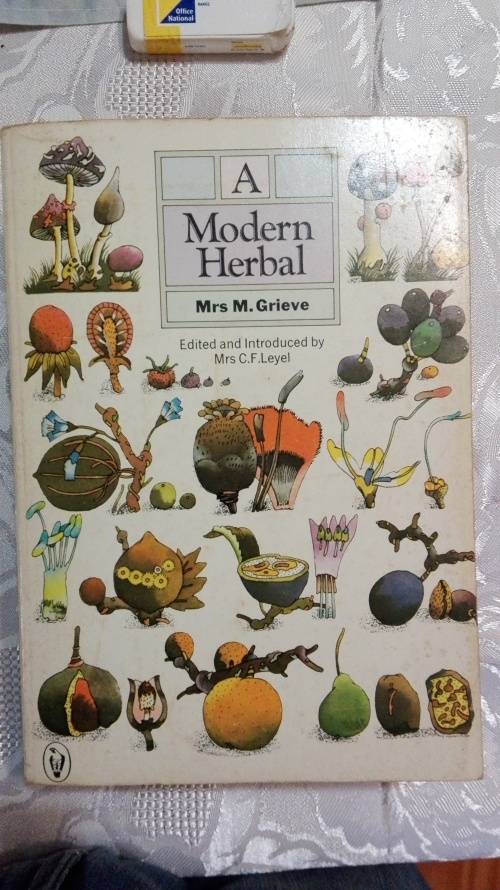 Office
National
A
Modern
Herbal
Mrs M. Grieve
Edited and Introduced by
Mrs C.F.Leyel